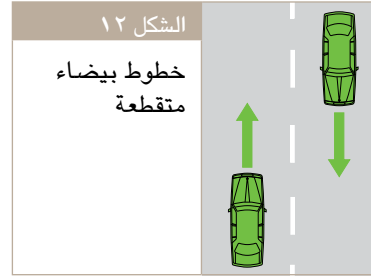 الشكل ١٢
خطوط بيضاء
متقطعة